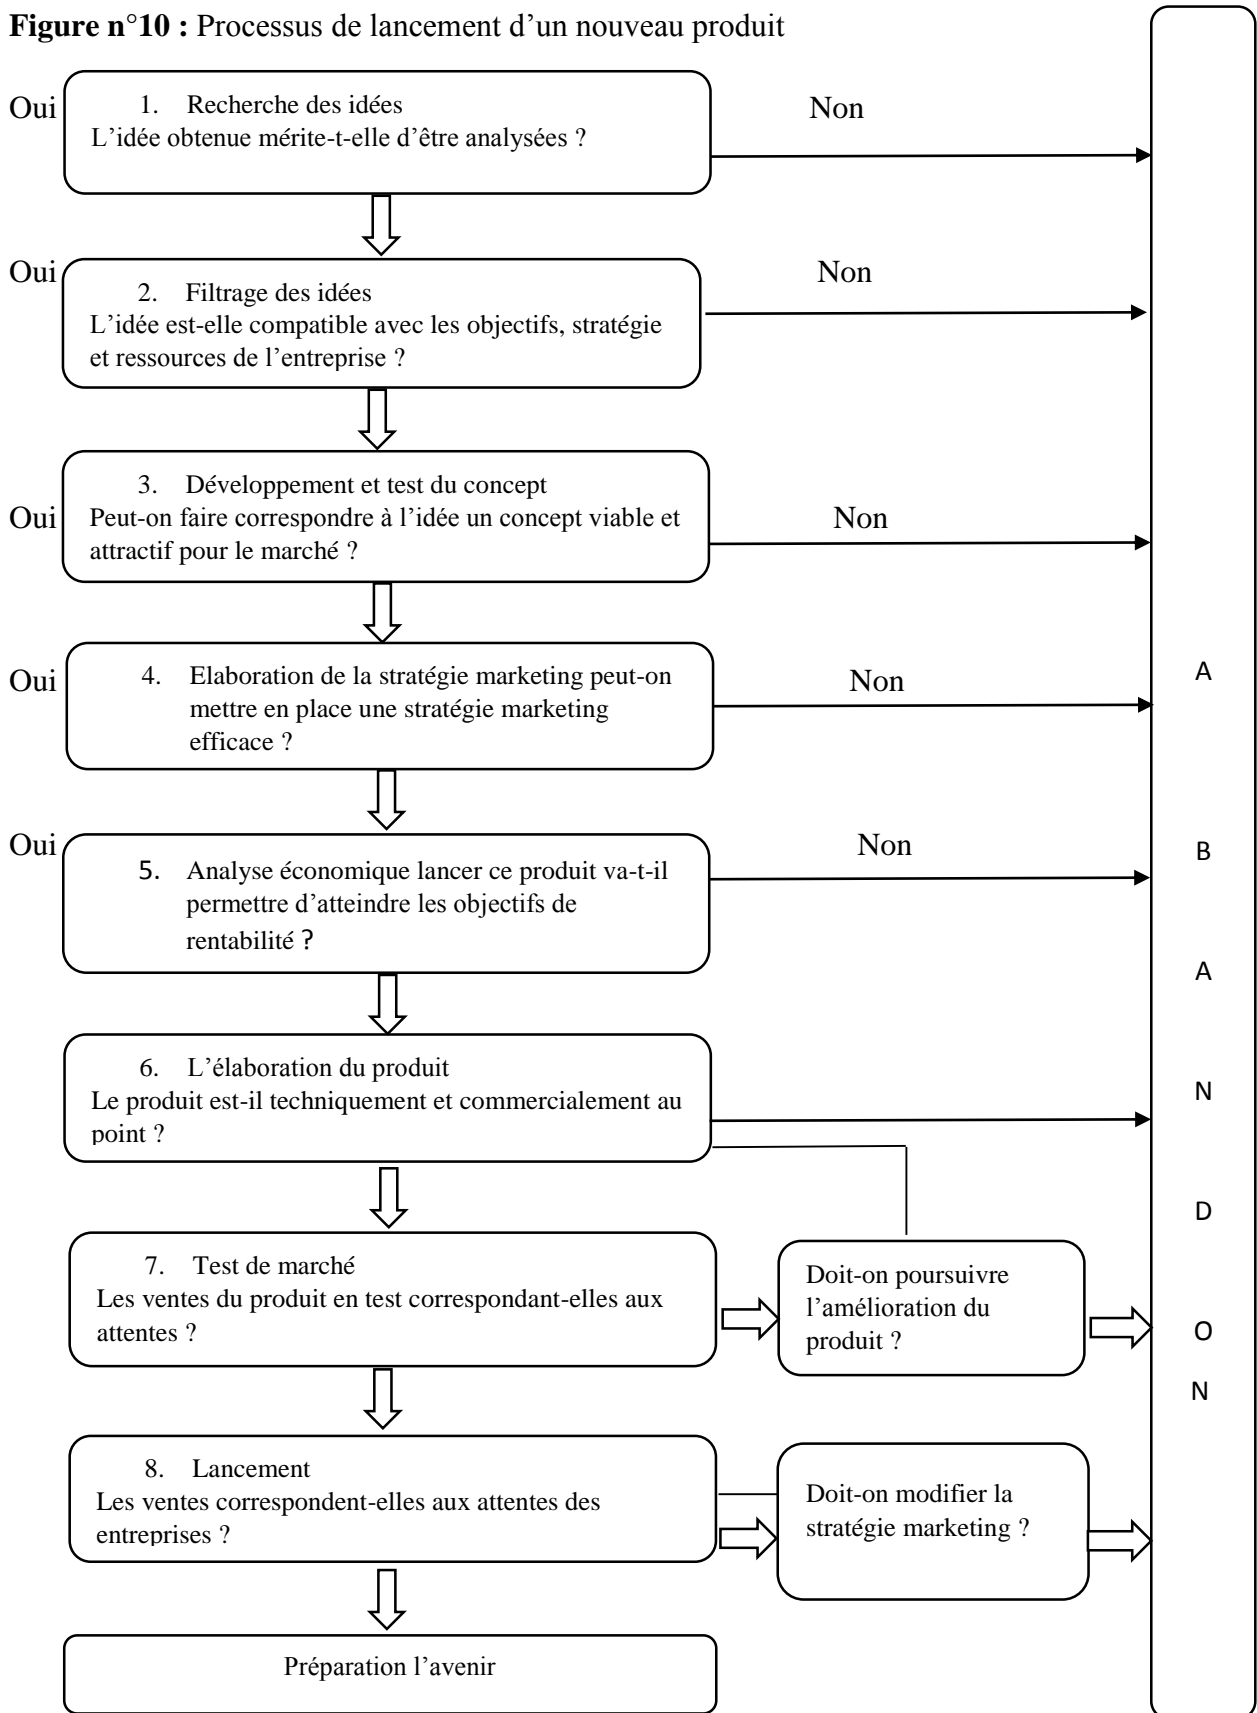 Figure n°10 : Processus de lancement d’un nouveau produit
Oui
1. Recherche des idées
L’idée obtenue mérite-t-elle d’être analysées ?
Non
Oui
2. Filtrage des idées
L’idée est-elle compatible avec les objectifs, stratégie
et ressources de l’entreprise ?
Non
Oui
3. Développement et test du concept
Peut-on faire correspondre à l’idée un concept viable et
attractif pour le marché ?
Non
Oui
4. Elaboration de la stratégie marketing peut-on
mettre en place une stratégie marketing
efficace ?
Non
Oui
5. Analyse économique lancer ce produit va-t-il
permettre d’atteindre les objectifs de
rentabilité ?
Non
6. L’élaboration du produit
Le produit est-il techniquement et commercialement au
point ?
7. Test de marché
Les ventes du produit en test correspondant-elles aux
attentes ?
Doit-on poursuivre
l’amélioration du
produit ?
8. Lancement
Les ventes correspondent-elles aux attentes des
entreprises ?
Doit-on modifier la
stratégie marketing ?
Préparation l’avenir
A
B
A
N
D
O
N